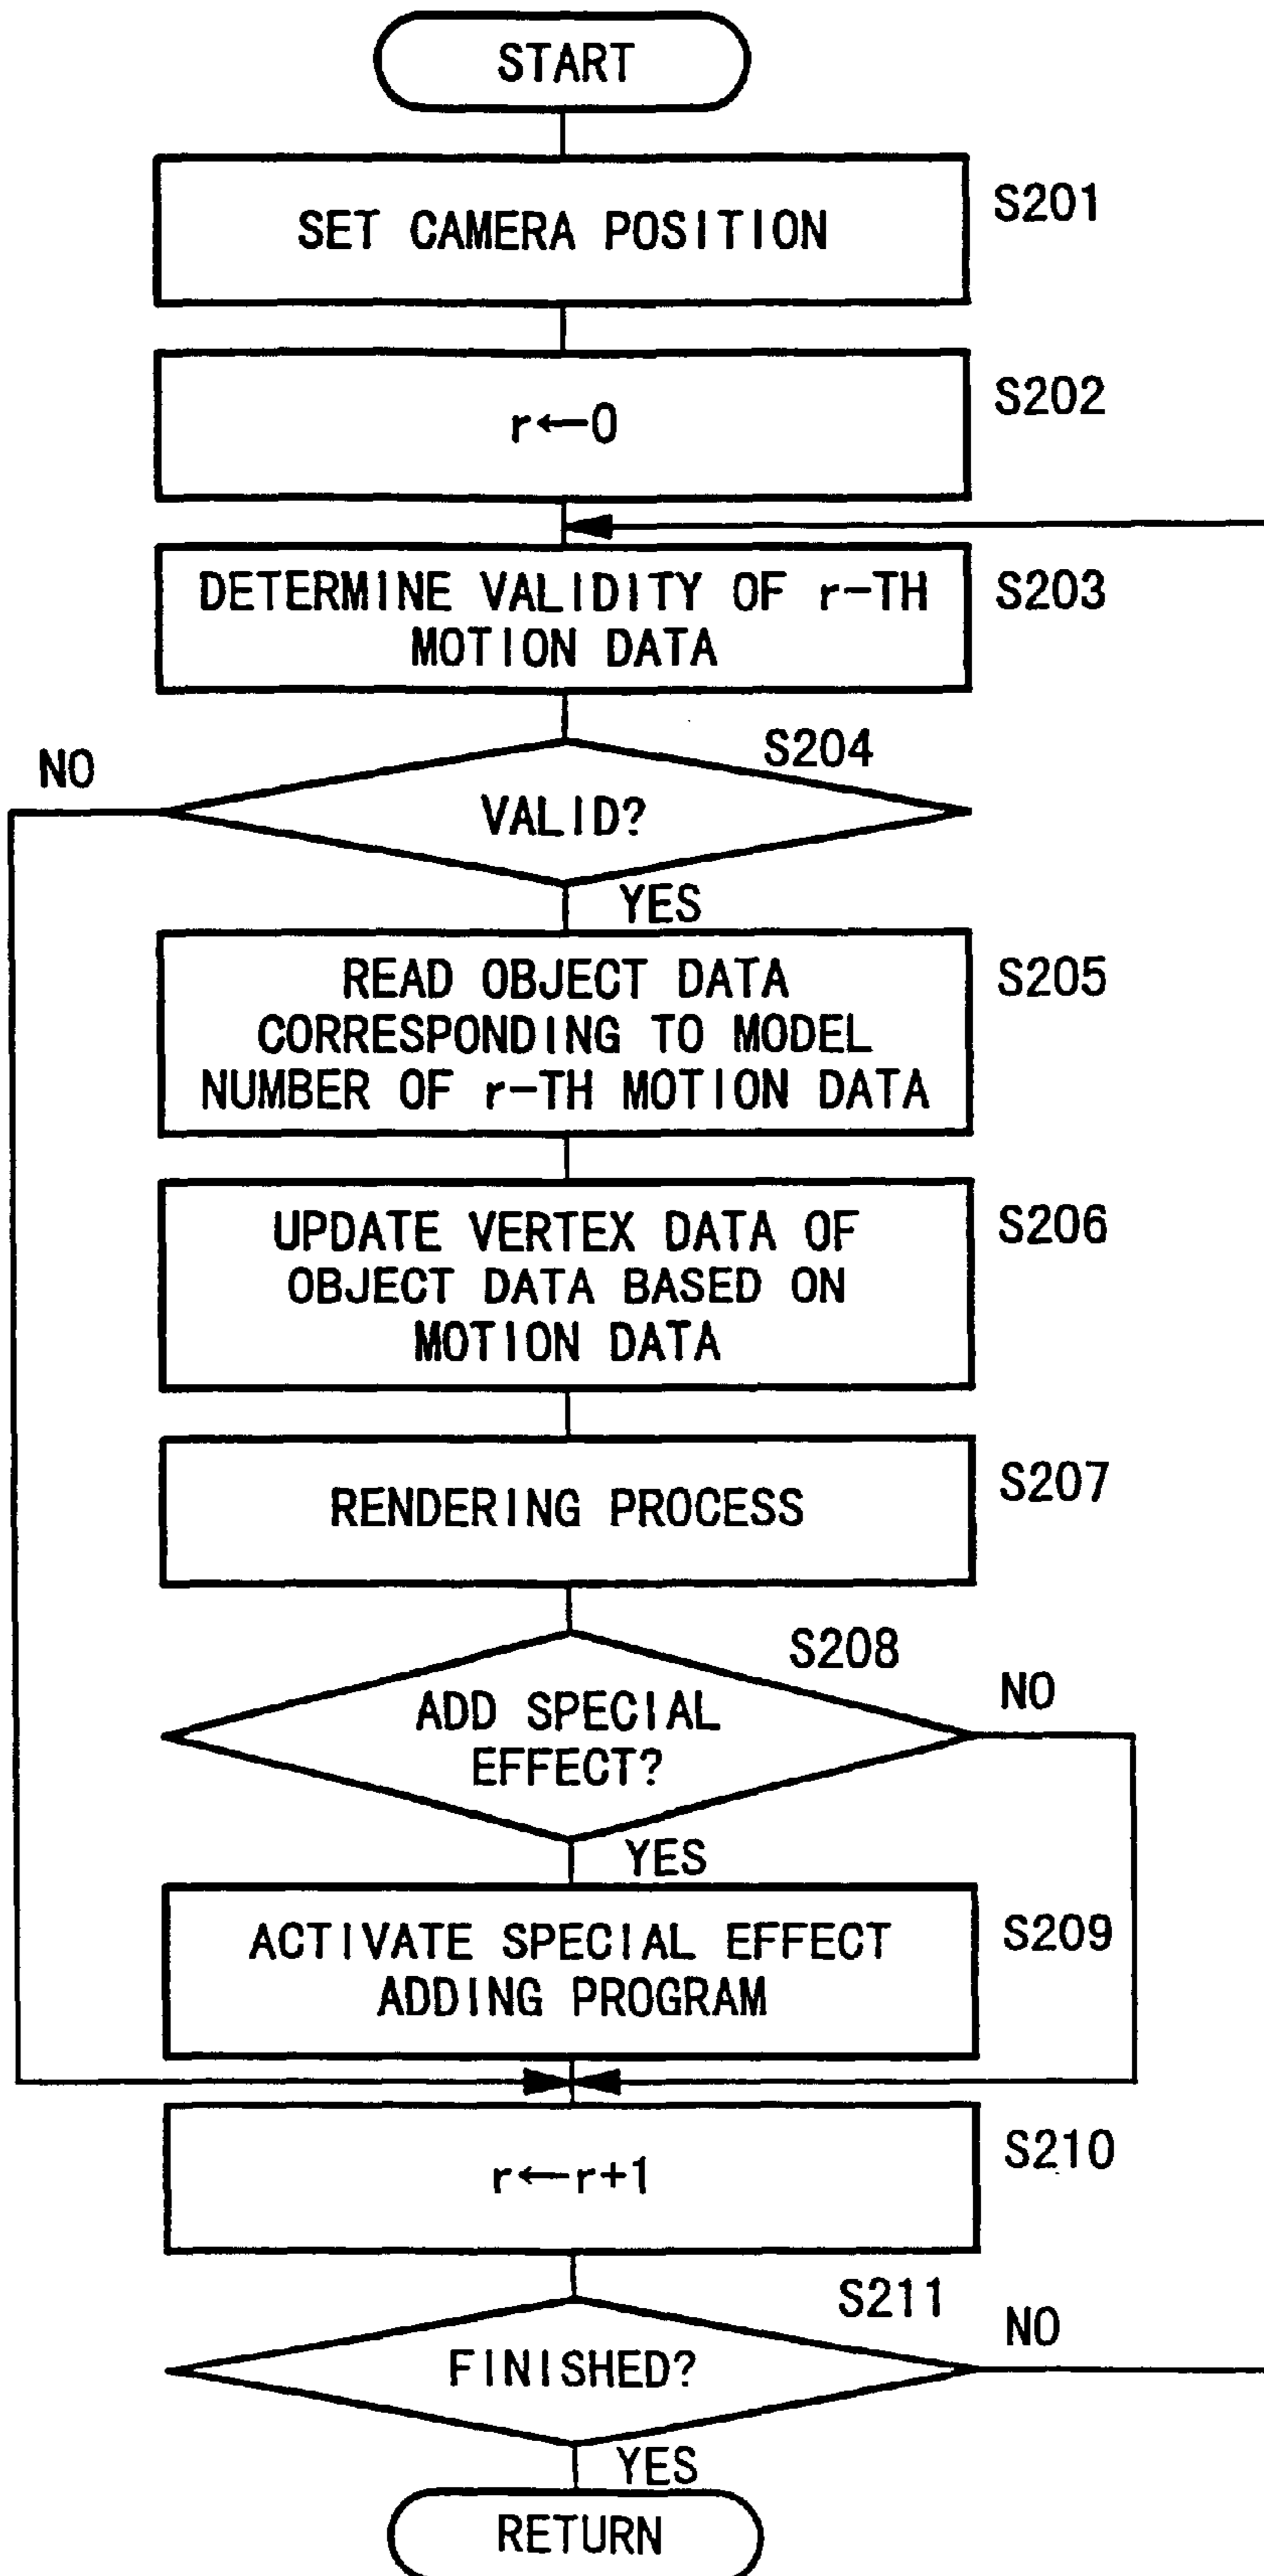 START
SET CAMERA POSITION
S201
r←0
S202
DETERMINE VALIDITY OF r-TH
MOTION DATA
S203
S204
NO
VALID?
YES
READ OBJECT DATA
CORRESPONDING TO MODEL
NUMBER OF r-TH MOTION DATA
S205
UPDATE VERTEX DATA OF
OBJECT DATA BASED ON
MOTION DATA
S206
RENDERING PROCESS
S207
S208
ADD SPECIAL
EFFECT?
NO
YES
ACTIVATE SPECIAL EFFECT
ADDING PROGRAM
S209
r←r+1
S210
S211
FINISHED?
NO
YES
RETURN